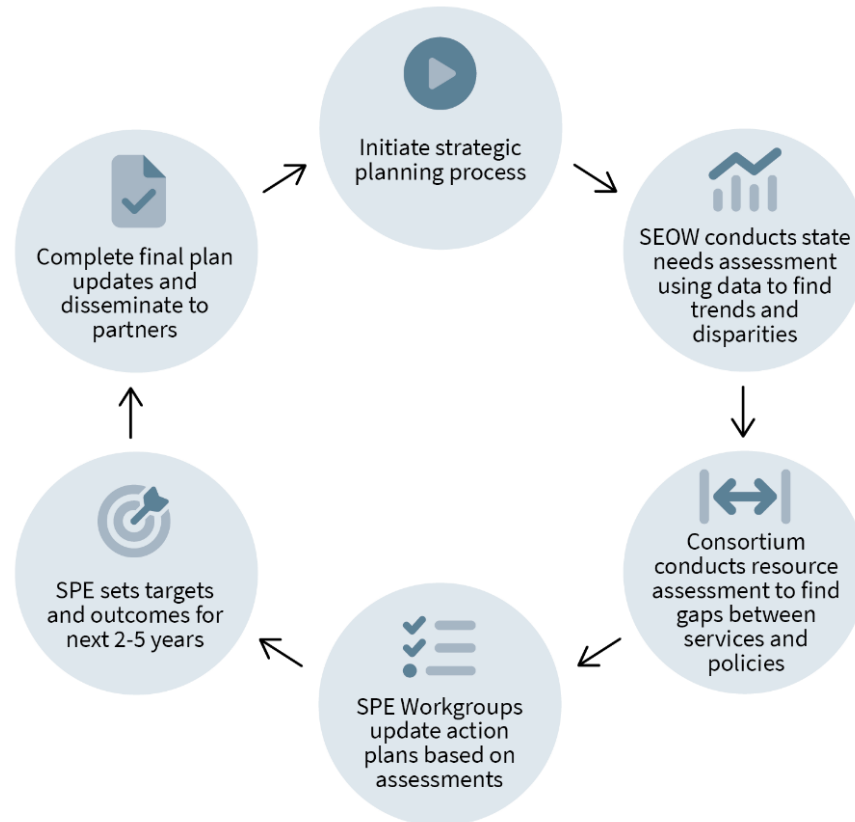 Initiate strategic
planning process
SEOW conducts state
needs assessment
using data to find
trends and
disparities
Consortium
conducts resource
assessment to find
gaps between
services and
policies
SPE Workgroups
update action
plans based on
assessments
SPE sets targets
and outcomes for
next 2-5 years
Complete final plan
updates and
disseminate to
partners